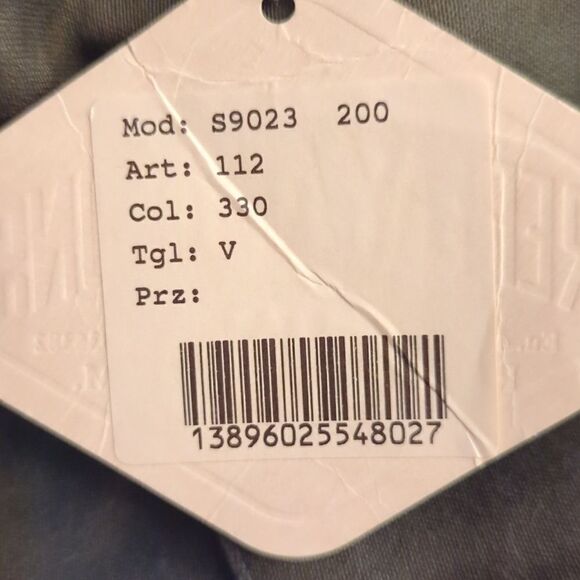 Mod: S9023 200
Art: 112
Col: 330
Tgl: V
Prz:
13896025548027